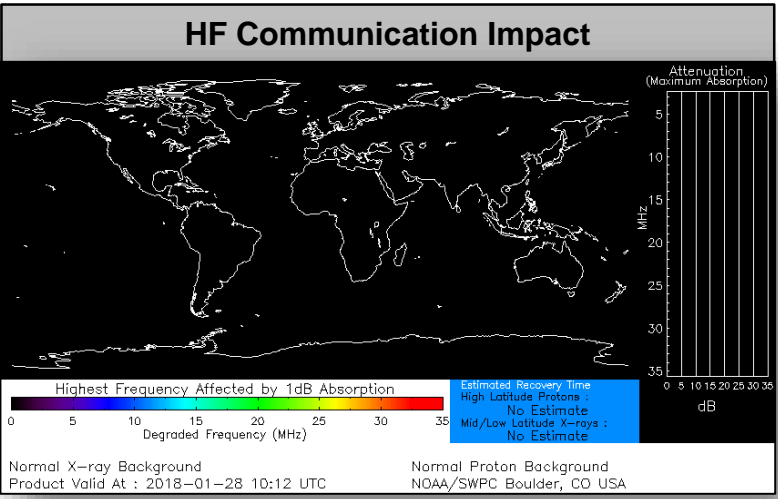 HF Communication Impact
Attenuation
(Maximum Absorption)
5
10
15
20
25
30
35
MHz
0 5 10 15 20 25 30 35
dB
Highest Frequency Affected by 1dB Absorption
0 5 10 15 20 25 30 35
Degraded Frequency (MHz)
Estimated Recovery Time
High Latitude Protons :
No Estimate
Mid/Low Latitude X-rays :
No Estimate
Normal X-ray Background
Normal Proton Background
Product Valid At : 2018-01-28 10:12 UTC
NOAA/SWPC Boulder, CO USA